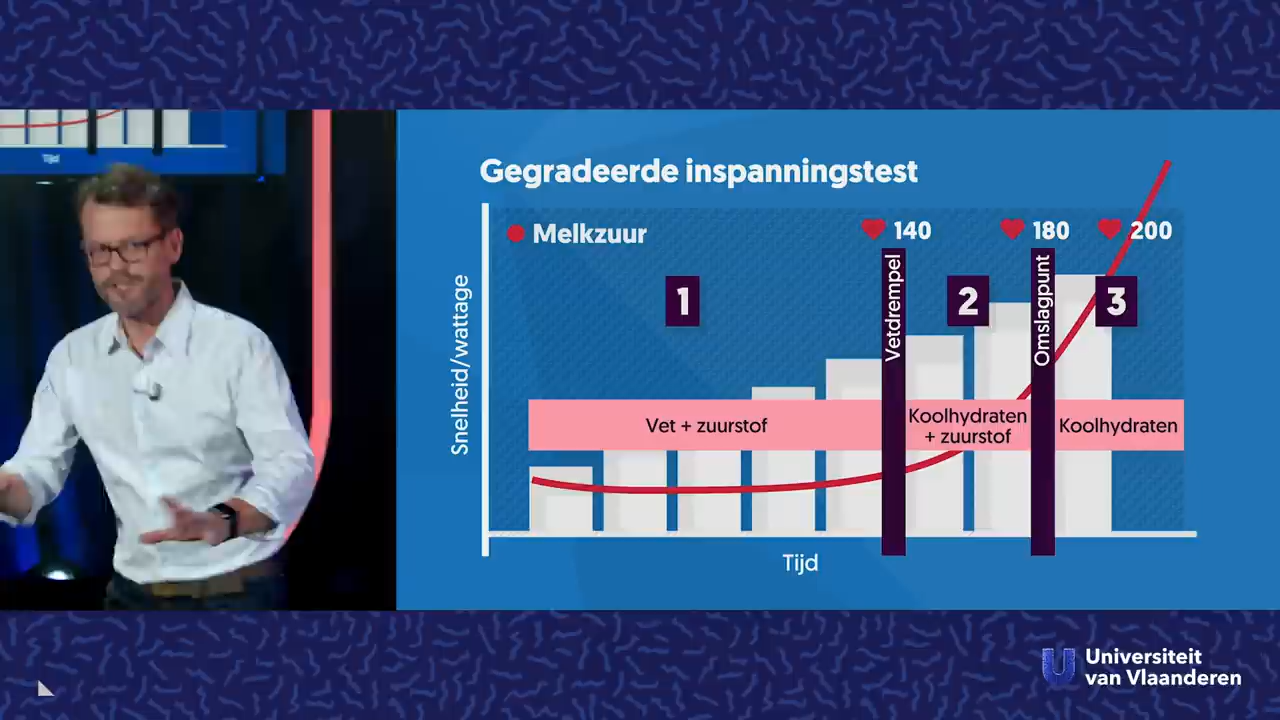 Tijd
Gegradeerde inspanningstest
Melkzuur
140
180
200
Snelheid/wattage
1
Vetdrempel
2
Omslagpunt
3
Vet + zuurstof
Koolhydraten
+ zuurstof
Koolhydraten
Tijd
Universiteit
van Vlaanderen